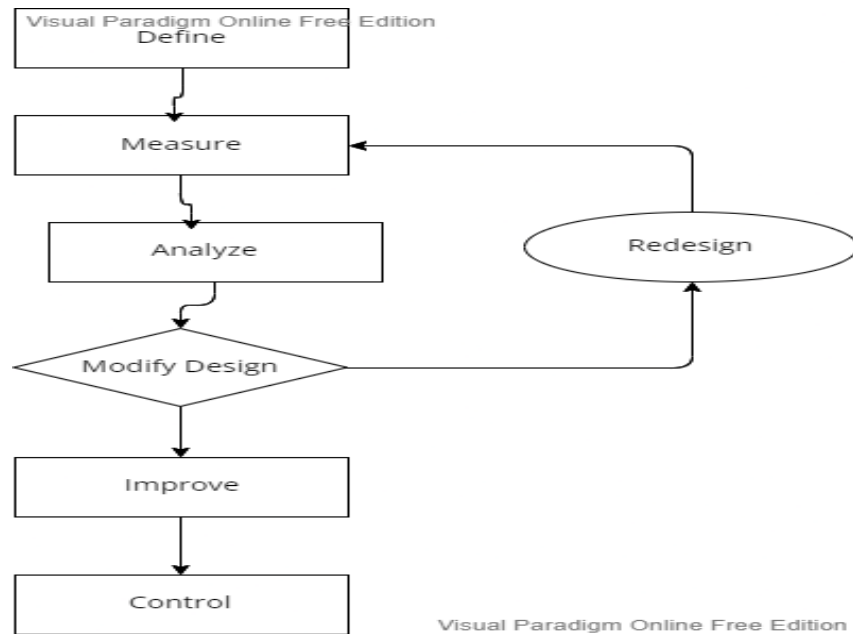 Visual Paradigm Online Free Edition
Define
Measure
Analyze
Redesign
Modify Design
Improve
Control
Visual Paradigm Online Free Edition